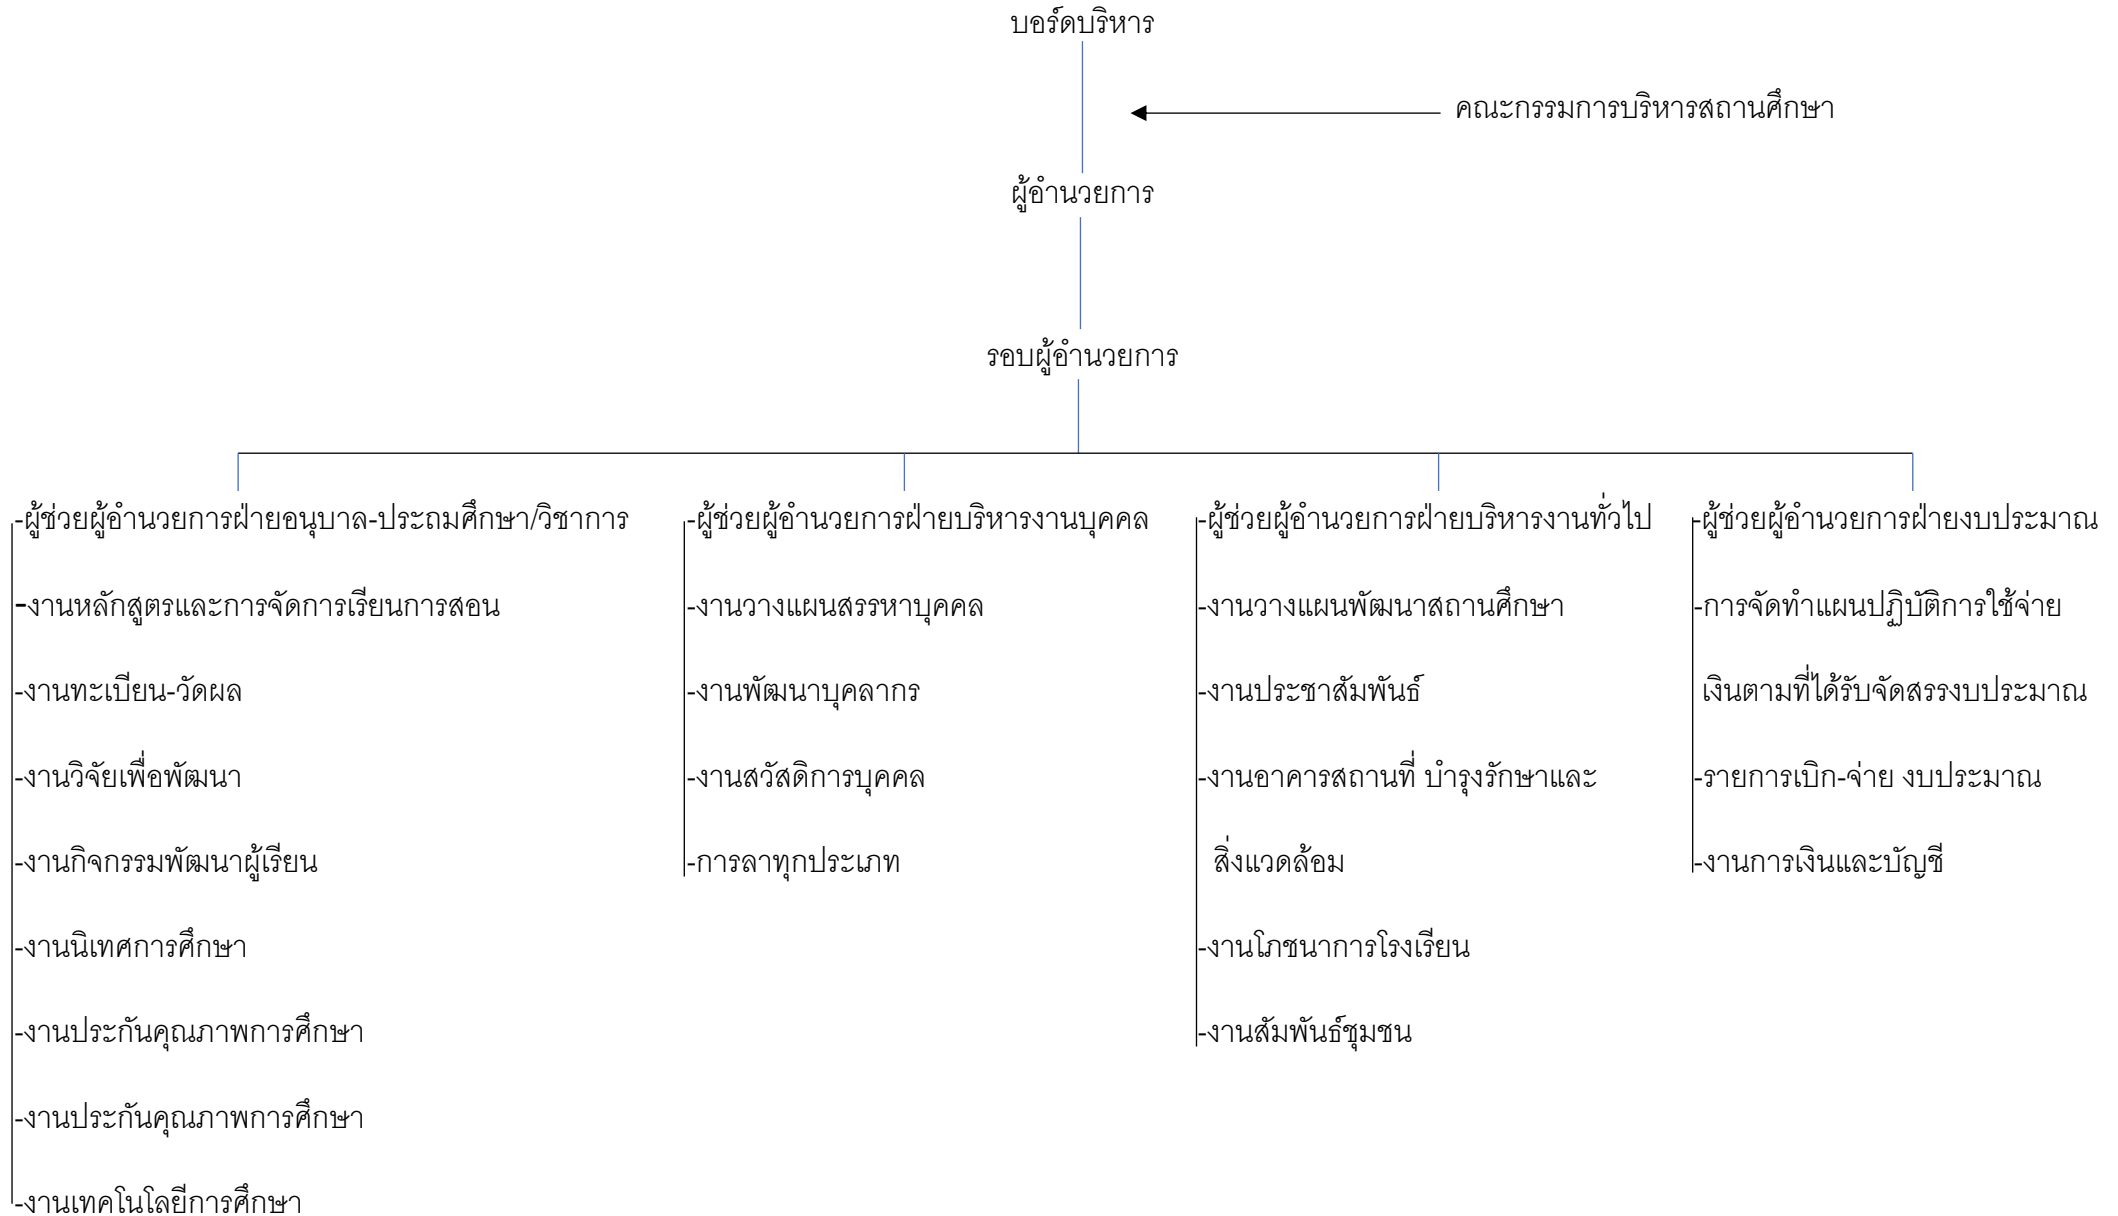 บอร์ดบริหาร
คณะกรรมการบริหารสถานศึกษา
ผู้อำนวยการ
รอบผู้อำนวยการ
-ผู้ช่วยผู้อำนวยการฝ่ายอนุบาล-ประถมศึกษา/วิชาการ
-งานหลักสูตรและการจัดการเรียนการสอน
-งานทะเบียน-วัดผล
-งานวิจัยเพื่อพัฒนา
-งานกิจกรรมพัฒนาผู้เรียน
-งานนิเทศการศึกษา
-งานประกันคุณภาพการศึกษา
-งานประกันคุณภาพการศึกษา
-งานเทคโนโลยีการศึกษา
-ผู้ช่วยผู้อำนวยการฝ่ายบริหารงานบุคคล
-งานวางแผนสรรหาบุคคล
-งานพัฒนาบุคลากร
-งานสวัสดิการบุคคล
-การลาทุกประเภท
-ผู้ช่วยผู้อำนวยการฝ่ายบริหารงานทั่วไป
-งานวางแผนพัฒนาสถานศึกษา
-งานประชาสัมพันธ์
-งานอาคารสถานที่ บำรุงรักษาและ
สิ่งแวดล้อม
-งานโภชนาการโรงเรียน
-งานสัมพันธ์ชุมชน
-ผู้ช่วยผู้อำนวยการฝ่ายงบประมาณ
-การจัดทำแผนปฏิบัติการใช้จ่าย
เงินตามที่ได้รับจัดสรรงบประมาณ
-รายการเบิก-จ่าย งบประมาณ
-งานการเงินและบัญชี